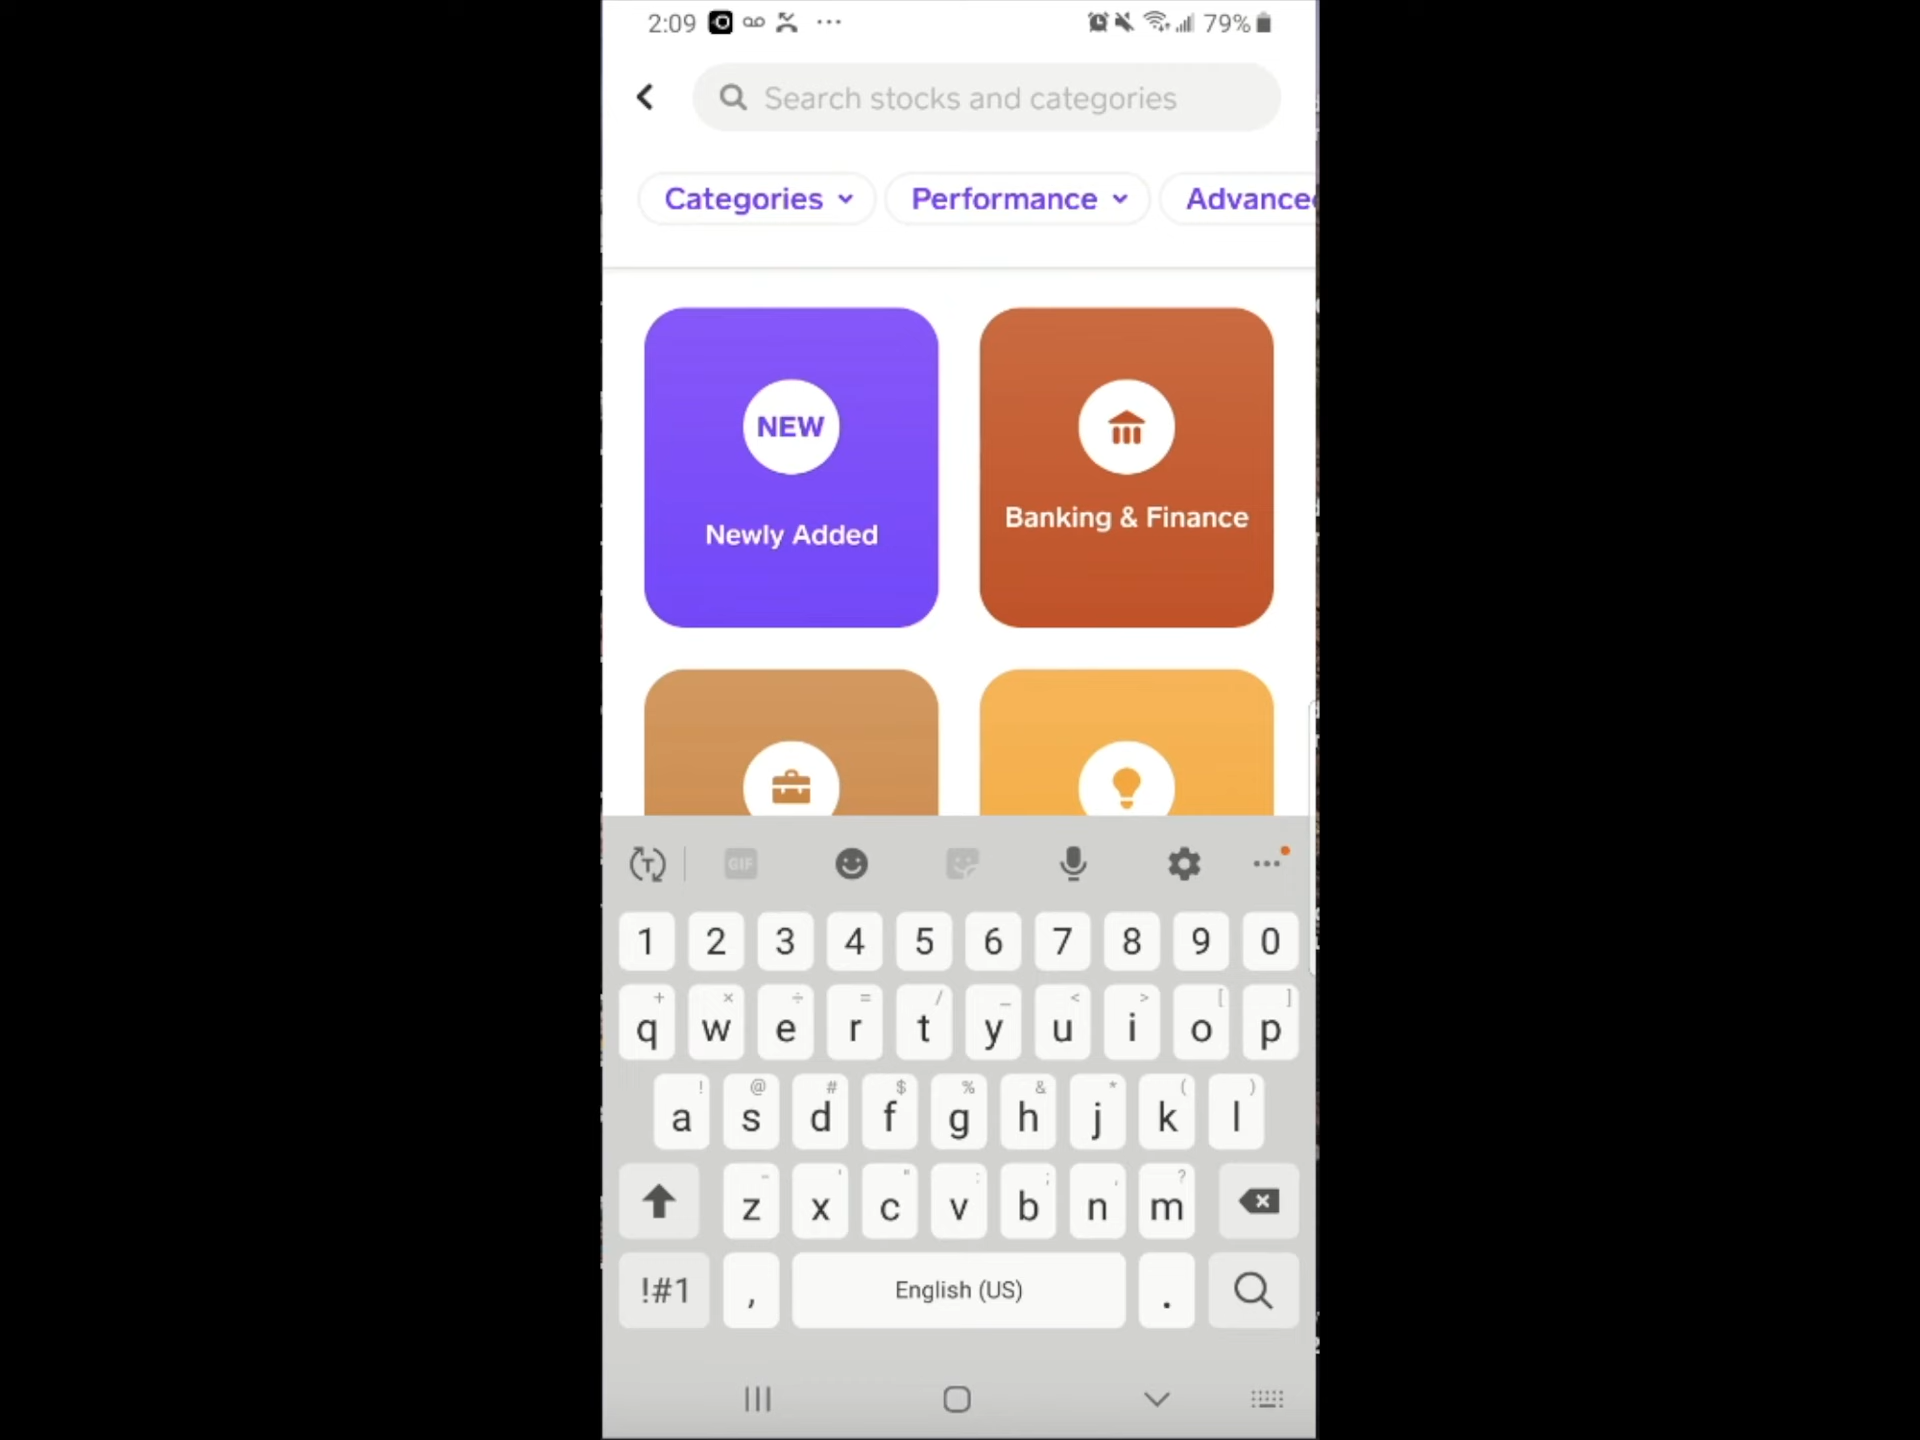 2:09
79%
Search stocks and categories
Categories
Performance
Advance
NEW
Newly Added
Banking & Finance
T
GIF
1 2 3 4 5 6 7 8 9 0
+ × ÷ = / _ < > [ ]
q w e r t y u i o p
! @ # $ % & * ( )
a s d f g h j k l
- ' " : ; , ?
z x c v b n m
!#1 , English (US) .